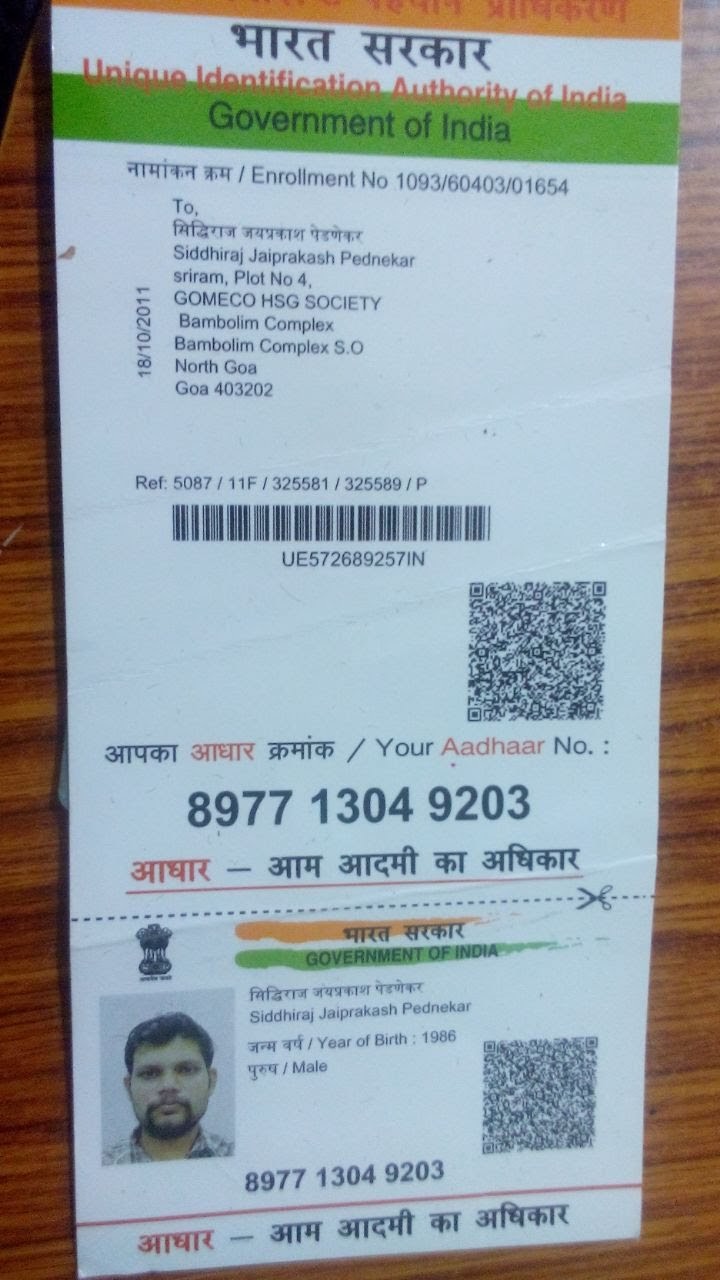 पहचान प्राधिकरण
भारत सरकार
Unique Identification Authority of India
Government of India
नामांकन क्रम / Enrollment No 1093/60403/01654
To,
सिद्धिराज जयप्रकाश पेडणेकर
Siddhiraj Jaiprakash Pednekar
sriram, Plot No 4,
GOMECO HSG SOCIETY
Bambolim Complex
Bambolim Complex S.O
North Goa
Goa 403202
18/10/2011
Ref: 5087 / 11F / 325581 / 325589 / P
UE572689257IN
आपका आधार क्रमांक / Your Aadhaar No. :
8977 1304 9203
आधार — आम आदमी का अधिकार
भारत सरकार
GOVERNMENT OF INDIA
सिद्धिराज जयप्रकाश पेडणेकर
Siddhiraj Jaiprakash Pednekar
जन्म वर्ष / Year of Birth : 1986
पुरुष / Male
8977 1304 9203
आधार — आम आदमी का अधिकार